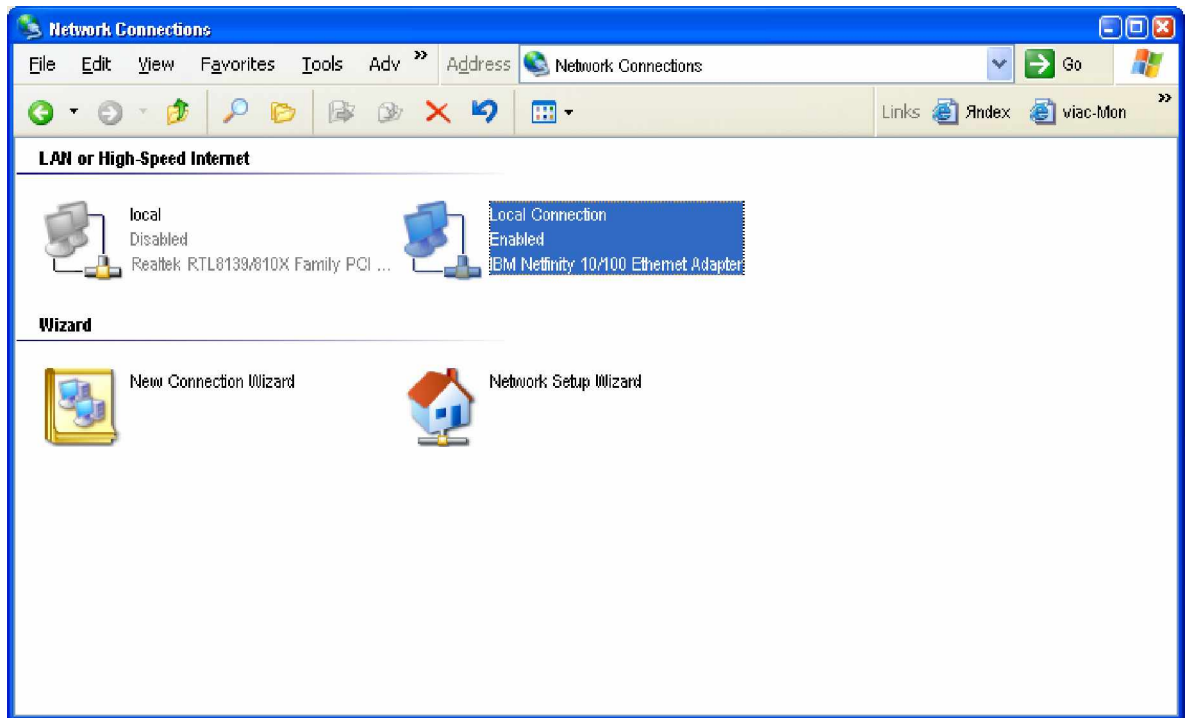 Network Connections
File Edit View Favorites Tools Adv » Address Network Connections Go
Links Яndex viac-Mon »
LAN or High-Speed Internet
local
Disabled
Realtek RTL8139/810X Family PCI ...
Local Connection
Enabled
IBM Netfinity 10/100 Ethernet Adapter
Wizard
New Connection Wizard
Network Setup Wizard